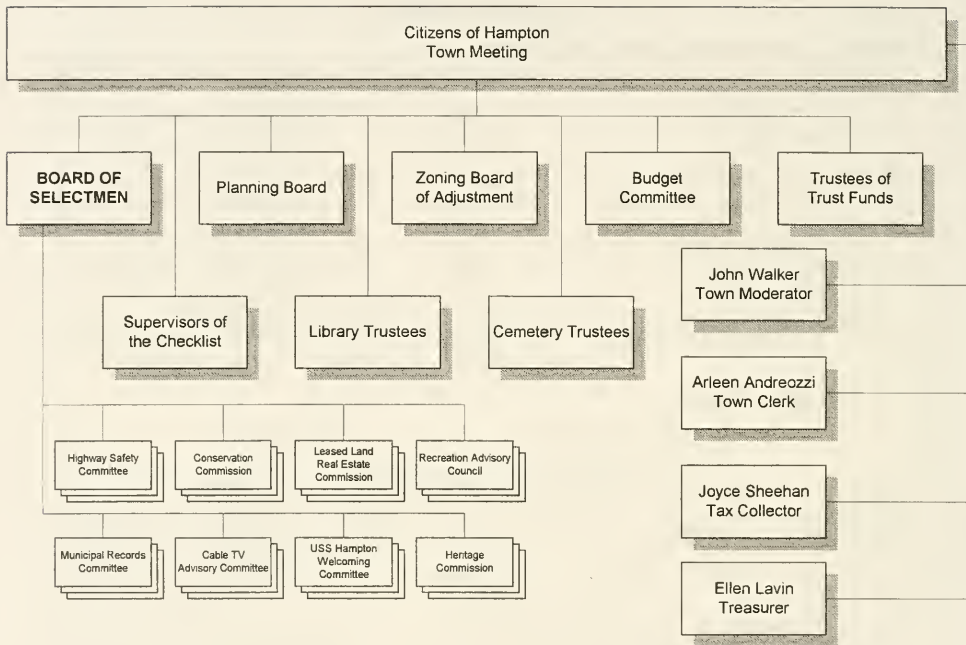 Citizens of Hampton
Town Meeting
BOARD OF
SELECTMEN
Planning Board
Zoning Board
of Adjustment
Budget
Committee
Trustees of
Trust Funds
Supervisors of
the Checklist
Library Trustees
Cemetery Trustees
John Walker
Town Moderator
Arleen Andreozzi
Town Clerk
Joyce Sheehan
Tax Collector
Ellen Lavin
Treasurer
Highway Safety
Committee
Conservation
Commission
Leased Land
Real Estate
Commission
Recreation Advisory
Council
Municipal Records
Committee
Cable TV
Advisory Committee
USS Hampton
Welcoming
Committee
Heritage
Commission